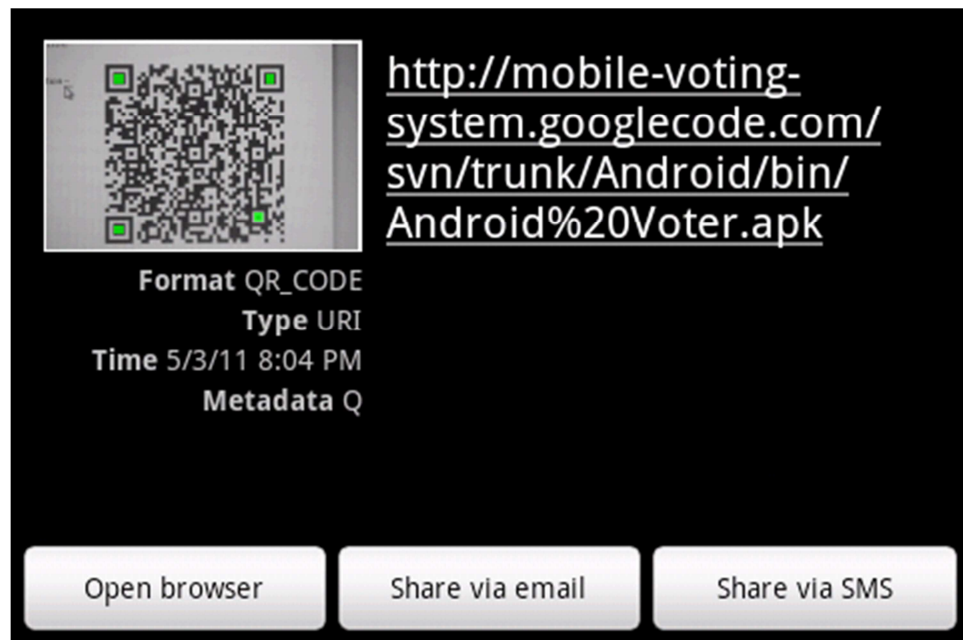 http://mobile-voting-
system.googlecode.com/
svn/trunk/Android/bin/
Android%20Voter.apk
Format QR_CODE
Type URI
Time 5/3/11 8:04 PM
Metadata Q
Open browser
Share via email
Share via SMS